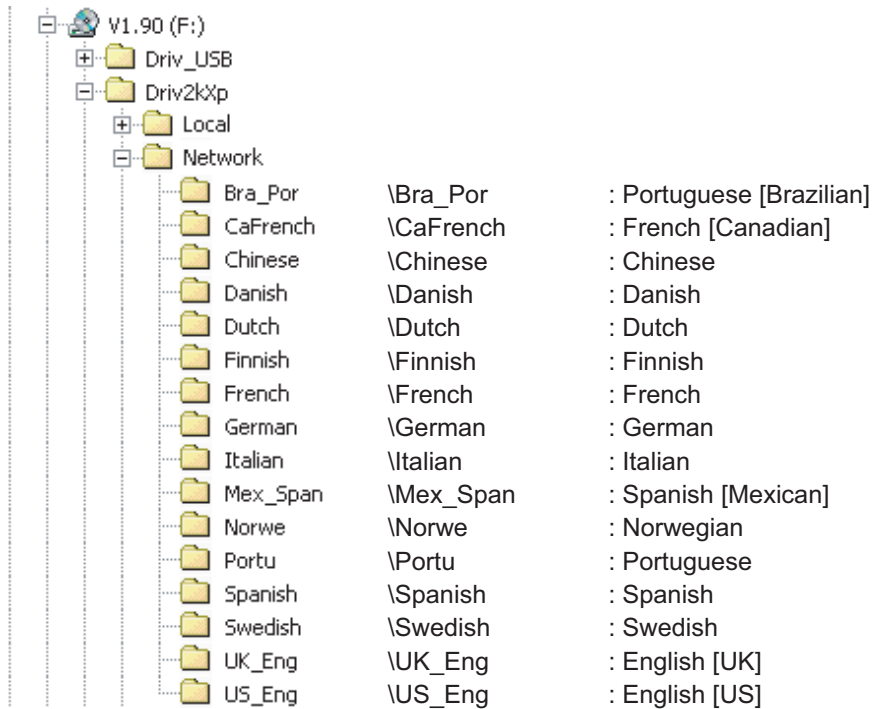 V1.90 (F:)
Driv_USB
Driv2kXp
Local
Network
Bra_Por \Bra_Por : Portuguese [Brazilian]
CaFrench \CaFrench : French [Canadian]
Chinese \Chinese : Chinese
Danish \Danish : Danish
Dutch \Dutch : Dutch
Finnish \Finnish : Finnish
French \French : French
German \German : German
Italian \Italian : Italian
Mex_Span \Mex_Span : Spanish [Mexican]
Norwe \Norwe : Norwegian
Portu \Portu : Portuguese
Spanish \Spanish : Spanish
Swedish \Swedish : Swedish
UK_Eng \UK_Eng : English [UK]
US_Eng \US_Eng : English [US]